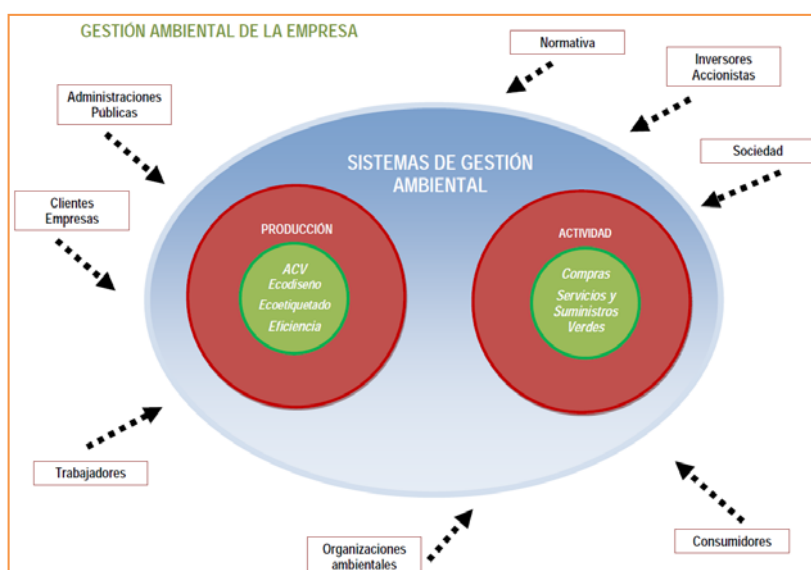 GESTIÓN AMBIENTAL DE LA EMPRESA
Normativa
Inversores
Accionistas
Administraciones
Públicas
Sociedad
SISTEMAS DE GESTIÓN
AMBIENTAL
Clientes
Empresas
PRODUCCIÓN
ACV
Ecodiseño
Ecoetiquetado
Eficiencia
ACTIVIDAD
Compras
Servicios y
Suministros
Verdes
Trabajadores
Organizaciones
ambientales
Consumidores